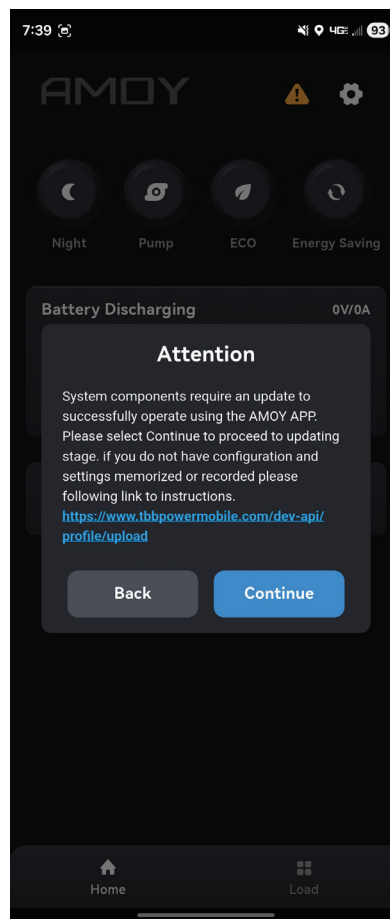 7:39
4GE
93
AMOY
Night
Pump
ECO
Energy Saving
Battery Discharging
0V/0A
Attention
System components require an update to
successfully operate using the AMOY APP.
Please select Continue to proceed to updating
stage. if you do not have configuration and
settings memorized or recorded please
following link to instructions.
https://www.tbbpowermobile.com/dev-api/
profile/upload
Back
Continue
Home
Load